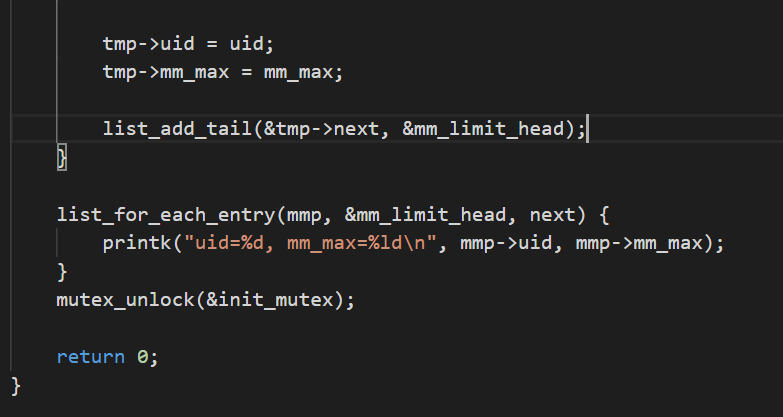 tmp->uid = uid;
tmp->mm_max = mm_max;
list_add_tail(&tmp->next, &mm_limit_head);
}
list_for_each_entry(mmp, &mm_limit_head, next) {
printk("uid=%d, mm_max=%ld\n", mmp->uid, mmp->mm_max);
}
mutex_unlock(&init_mutex);
return 0;
}